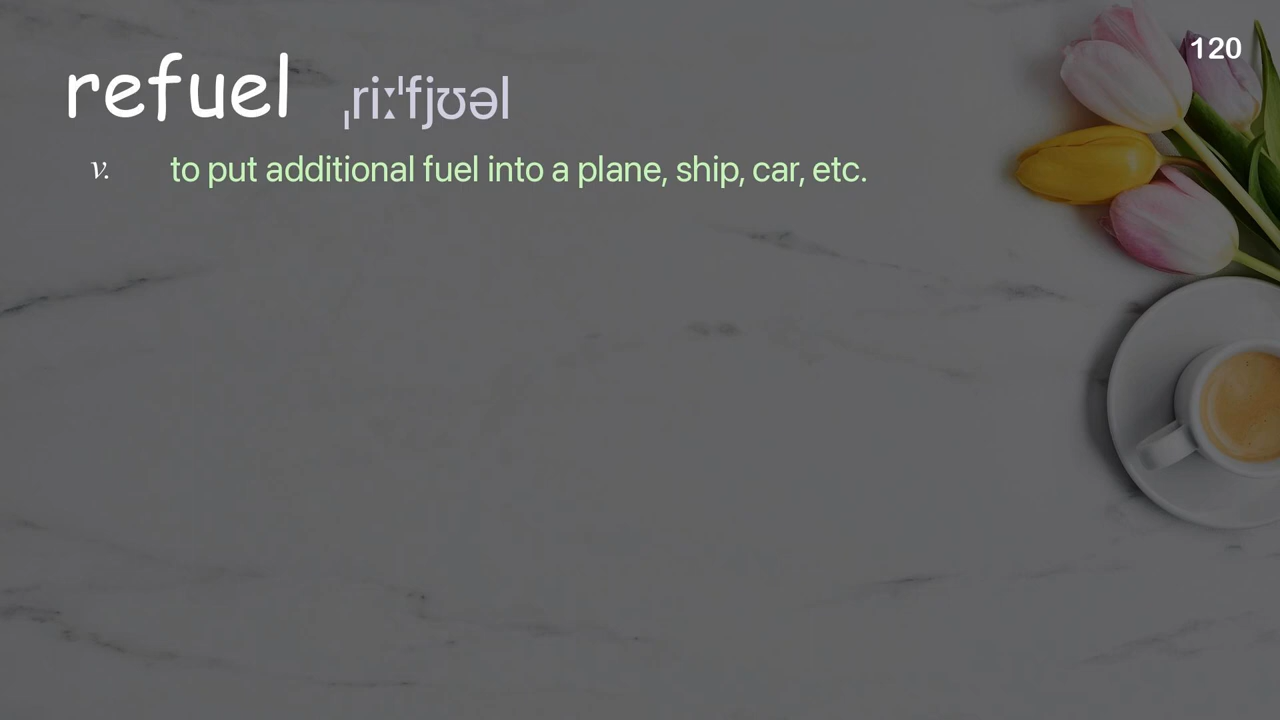 120
refuel ˌriːˈfjʊəl
v. to put additional fuel into a plane, ship, car, etc.